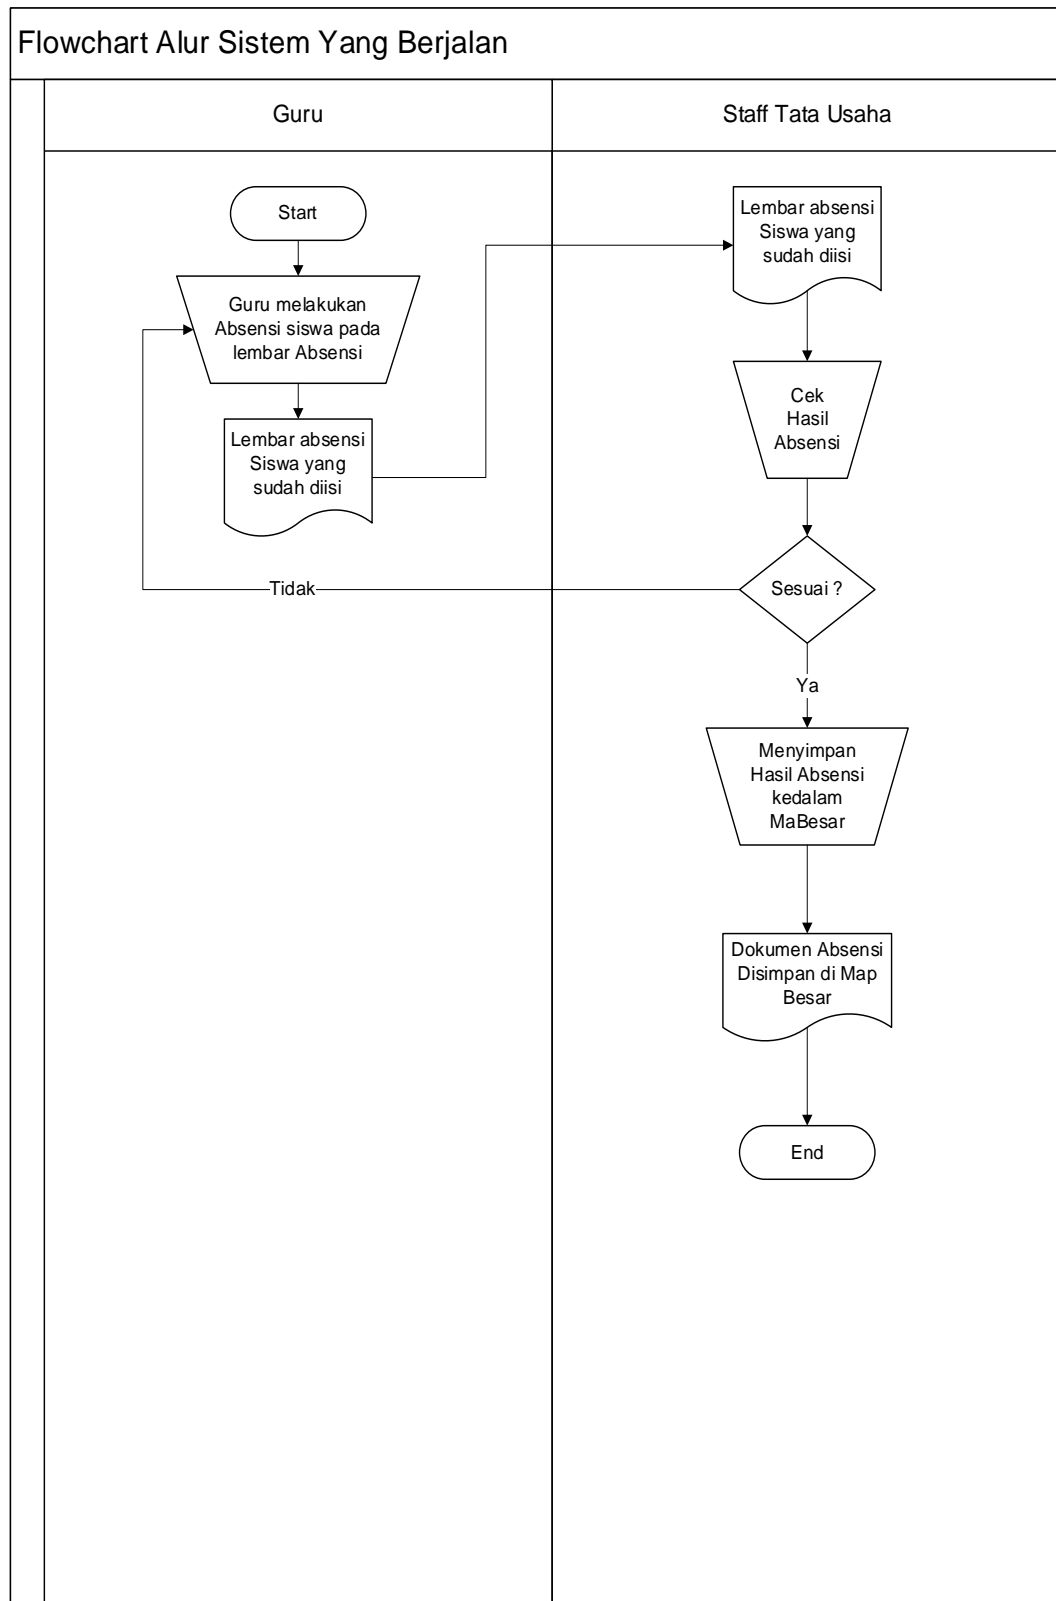 Flowchart Alur Sistem Yang Berjalan
Guru
Staff Tata Usaha
Start
Guru melakukan
Absensi siswa pada
lembar Absensi
Lembar absensi
Siswa yang
sudah diisi
Lembar absensi
Siswa yang
sudah diisi
Cek
Hasil
Absensi
Sesuai ?
Tidak
Ya
Menyimpan
Hasil Absensi
kedalam
MaBesar
Dokumen Absensi
Disimpan di Map
Besar
End